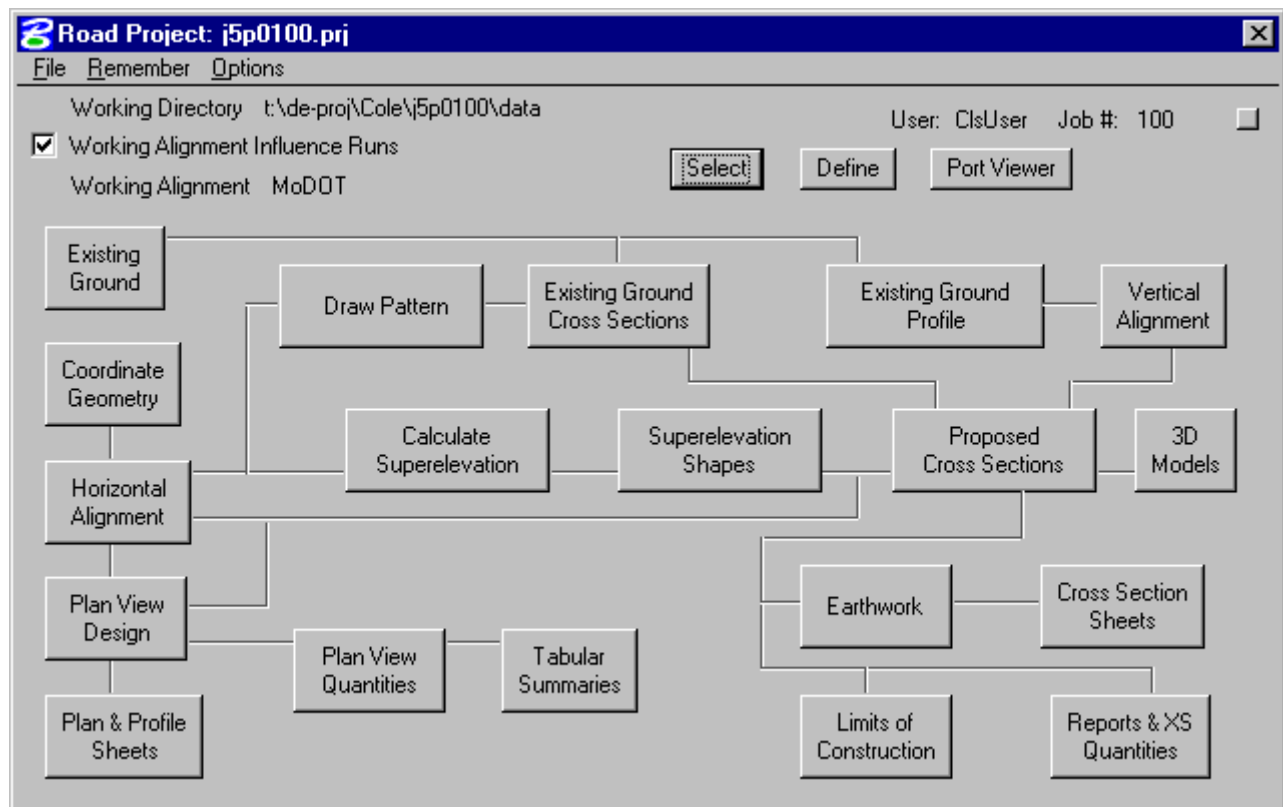 Road Project: j5p0100.prj
File Remember Options
Working Directory t:\de-proj\Cole\j5p0100\data
User: ClsUser Job #: 100
Working Alignment Influence Runs
Working Alignment MoDOT
Select
Define
Port Viewer
Existing
Ground
Draw Pattern
Existing Ground
Cross Sections
Existing Ground
Profile
Vertical
Alignment
Coordinate
Geometry
Calculate
Superelevation
Superelevation
Shapes
Proposed
Cross Sections
3D
Models
Horizontal
Alignment
Plan View
Design
Earthwork
Cross Section
Sheets
Plan View
Quantities
Tabular
Summaries
Plan & Profile
Sheets
Limits of
Construction
Reports & XS
Quantities